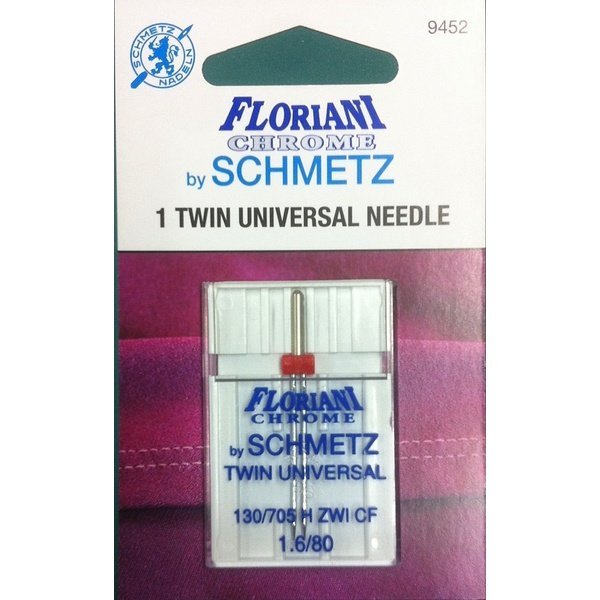 SCHMETZ
NADELN
9452
FLORIANI
CHROME
by SCHMETZ
1 TWIN UNIVERSAL NEEDLE
FLORIANI
CHROME
by SCHMETZ
TWIN UNIVERSAL
130/705 H ZWI CF
1.6/80